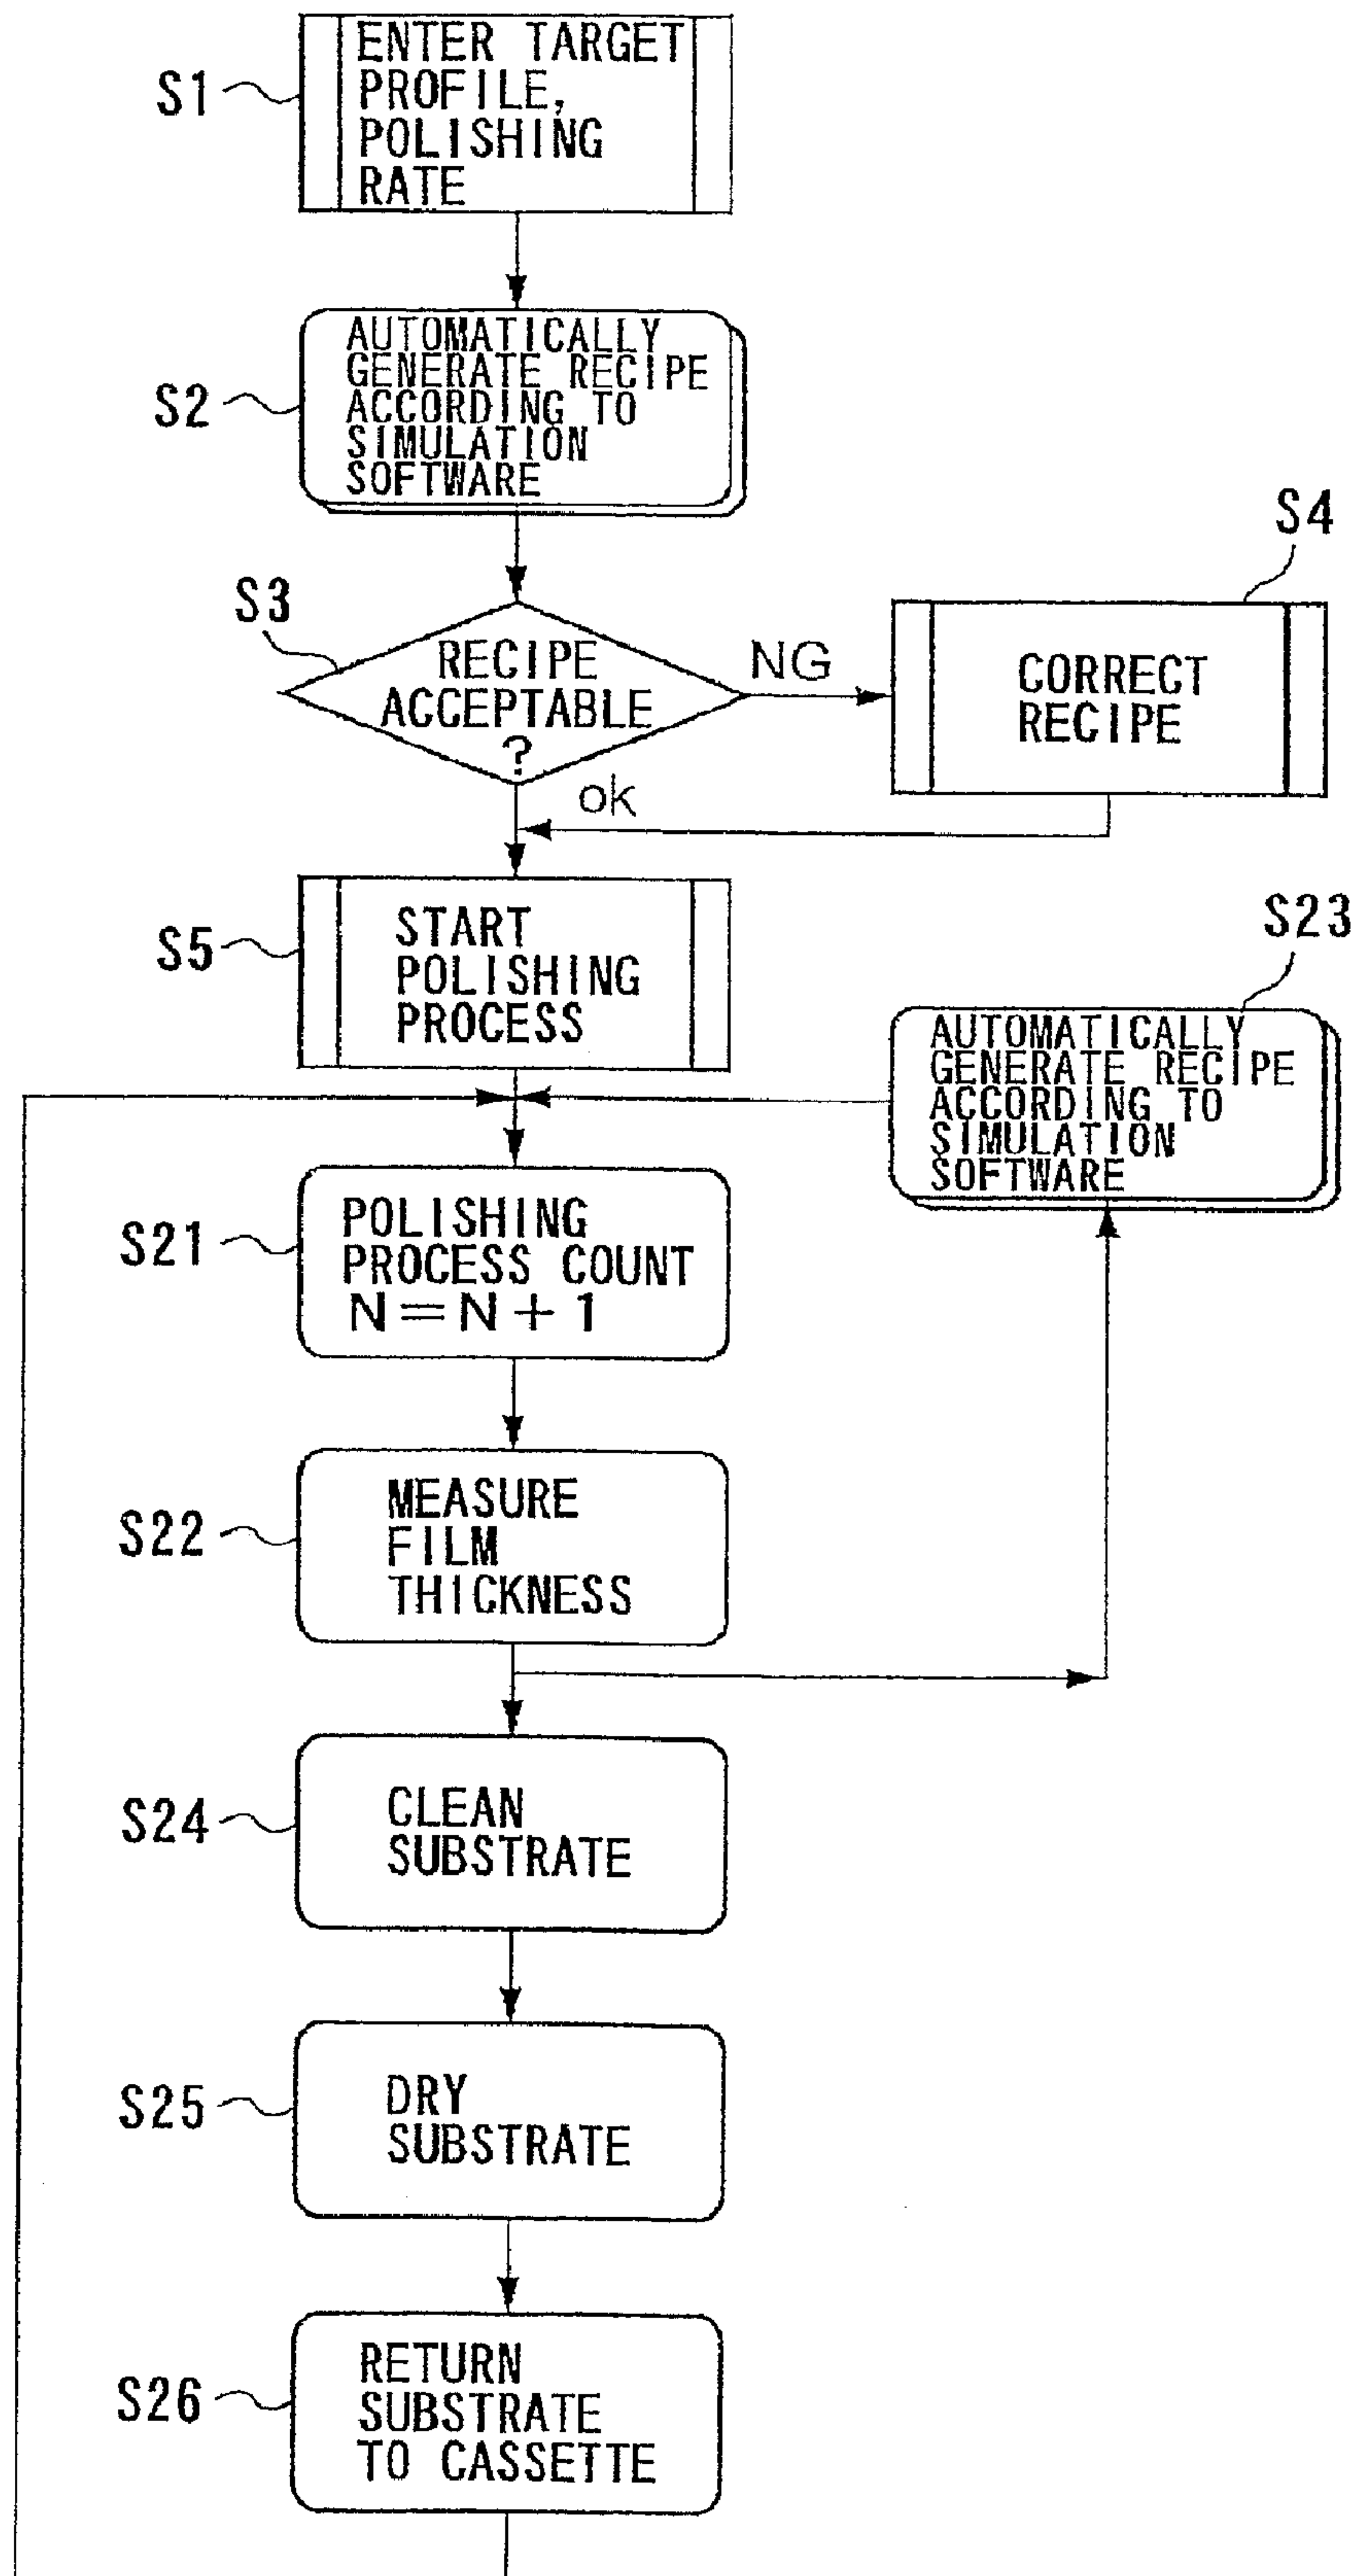 S1
ENTER TARGET
PROFILE,
POLISHING
RATE
S2
AUTOMATICALLY
GENERATE RECIPE
ACCORDING TO
SIMULATION
SOFTWARE
S3
RECIPE
ACCEPTABLE
?
NG
ok
S4
CORRECT
RECIPE
S5
START
POLISHING
PROCESS
S23
AUTOMATICALLY
GENERATE RECIPE
ACCORDING TO
SIMULATION
SOFTWARE
S21
POLISHING
PROCESS COUNT
N=N+1
S22
MEASURE
FILM
THICKNESS
S24
CLEAN
SUBSTRATE
S25
DRY
SUBSTRATE
S26
RETURN
SUBSTRATE
TO CASSETTE